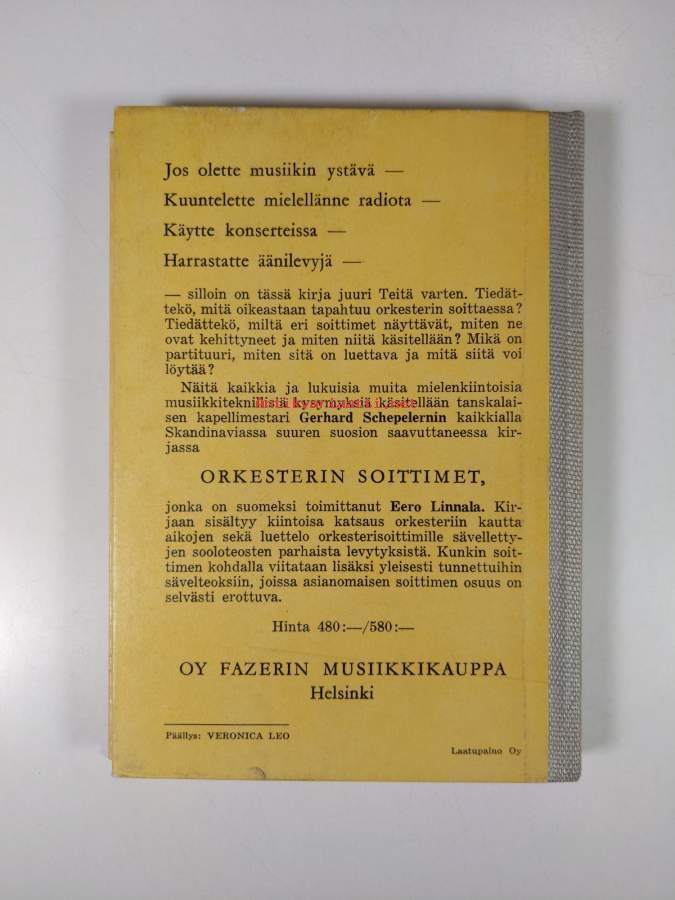 Jos olette musiikin ystävä —
Kuuntelette mielellänne radiota —
Käytte konserteissa —
Harrastatte äänilevyjä —
— silloin on tässä kirja juuri Teitä varten. Tiedät-
tekö, mitä oikeastaan tapahtuu orkesterin soittaessa?
Tiedättekö, miltä eri soittimet näyttävät, miten ne
ovat kehittyneet ja miten niitä käsitellään? Mikä on
partituuri, miten sitä on luettava ja mitä siitä voi
löytää?
Näitä kaikkia ja lukuisia muita mielenkiintoisia
musiikkiteknillistä kysymyksiä käsitellään tanskalai-
sen kapellimestari Gerhard Schepelernin kaikkialla
Skandinaviassa suuren suosion saavuttaneessa kir-
jassa
ORKESTERIN SOITTIMET,
jonka on suomeksi toimittanut Eero Linnala. Kir-
jaan sisältyy kiintoisa katsaus orkesteriin kautta
aikojen sekä luettelo orkesterisoittimille sävelletty-
jen sooloteosten parhaista levytyksistä. Kunkin soit-
timen kohdalla viitataan lisäksi yleisesti tunnettuihin
sävelteoksiin, joissa asianomaisen soittimen osuus on
selvästi erottuva.
Hinta 480:—/580:—
OY FAZERIN MUSIIKKIKAUPPA
Helsinki
Päällys: VERONICA LEO
Laatupaino Oy